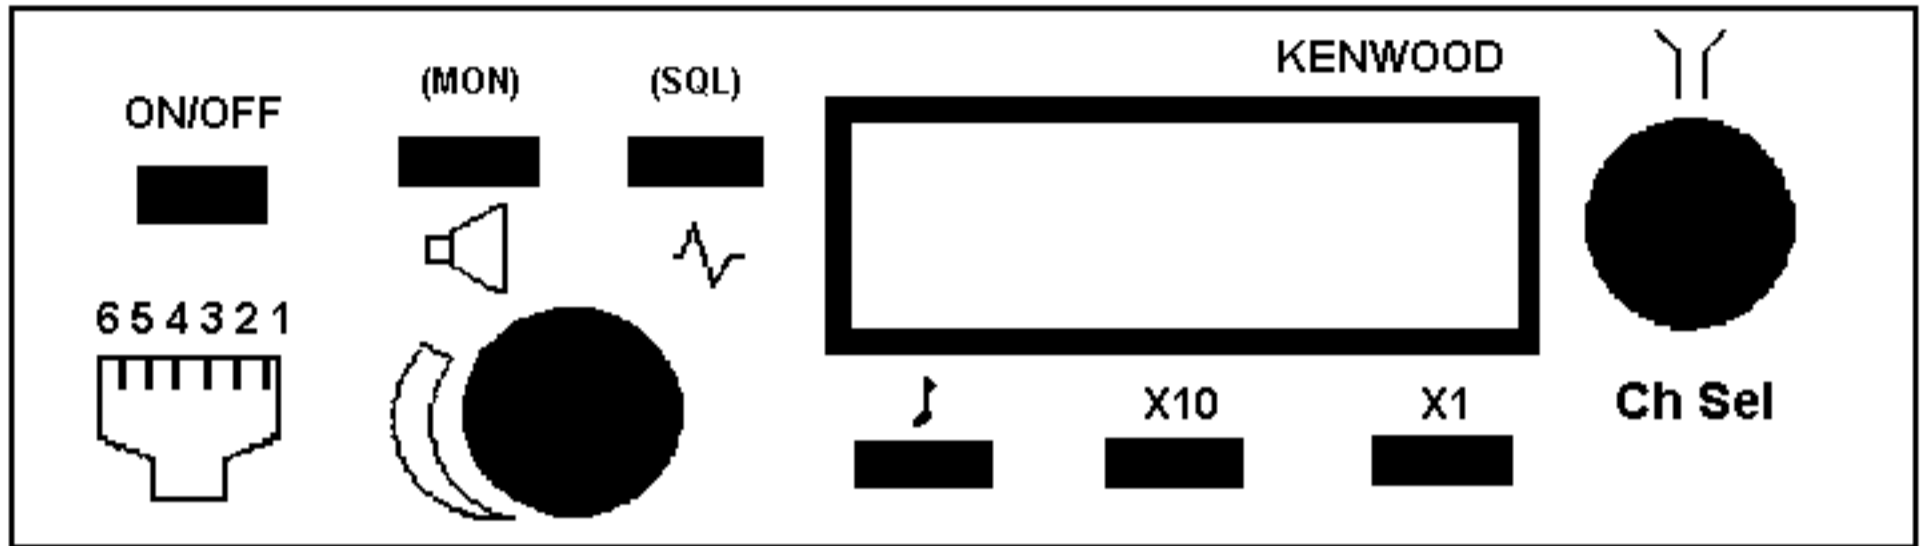 KENWOOD
(MON)
(SQL)
ON/OFF
6 5 4 3 2 1
X10
X1
Ch Sel